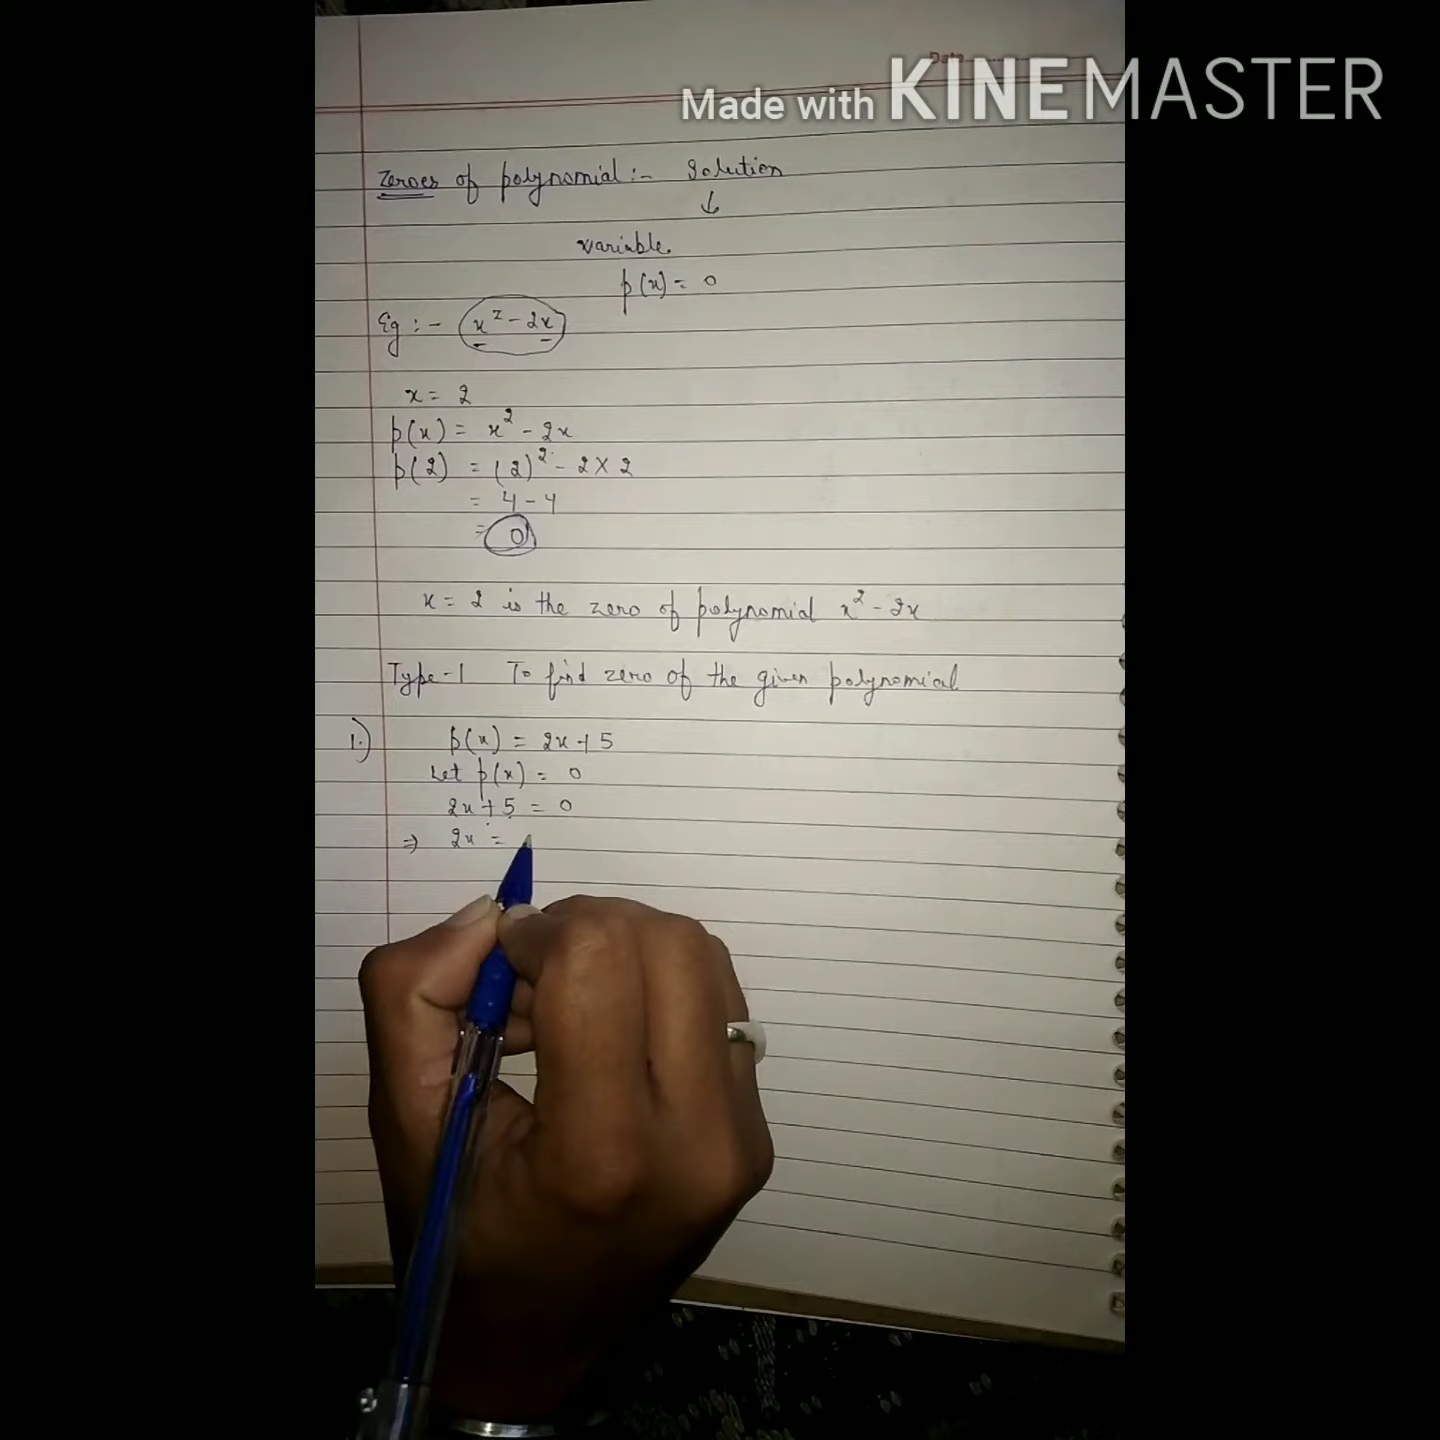 Date
Made with KINEMASTER
Zeroes of polynomial :- Solution
↓
variable
p(x) = 0
Eg :- x² - 2x
x = 2
p(x) = x² - 2x
p(2) = (2)² - 2 × 2
= 4 - 4
= 0
x = 2 is the zero of polynomial x² - 2x
Type-1 To find zero of the given polynomial
1.) p(x) = 2x + 5
Let p(x) = 0
2x + 5 = 0
⇒ 2x =